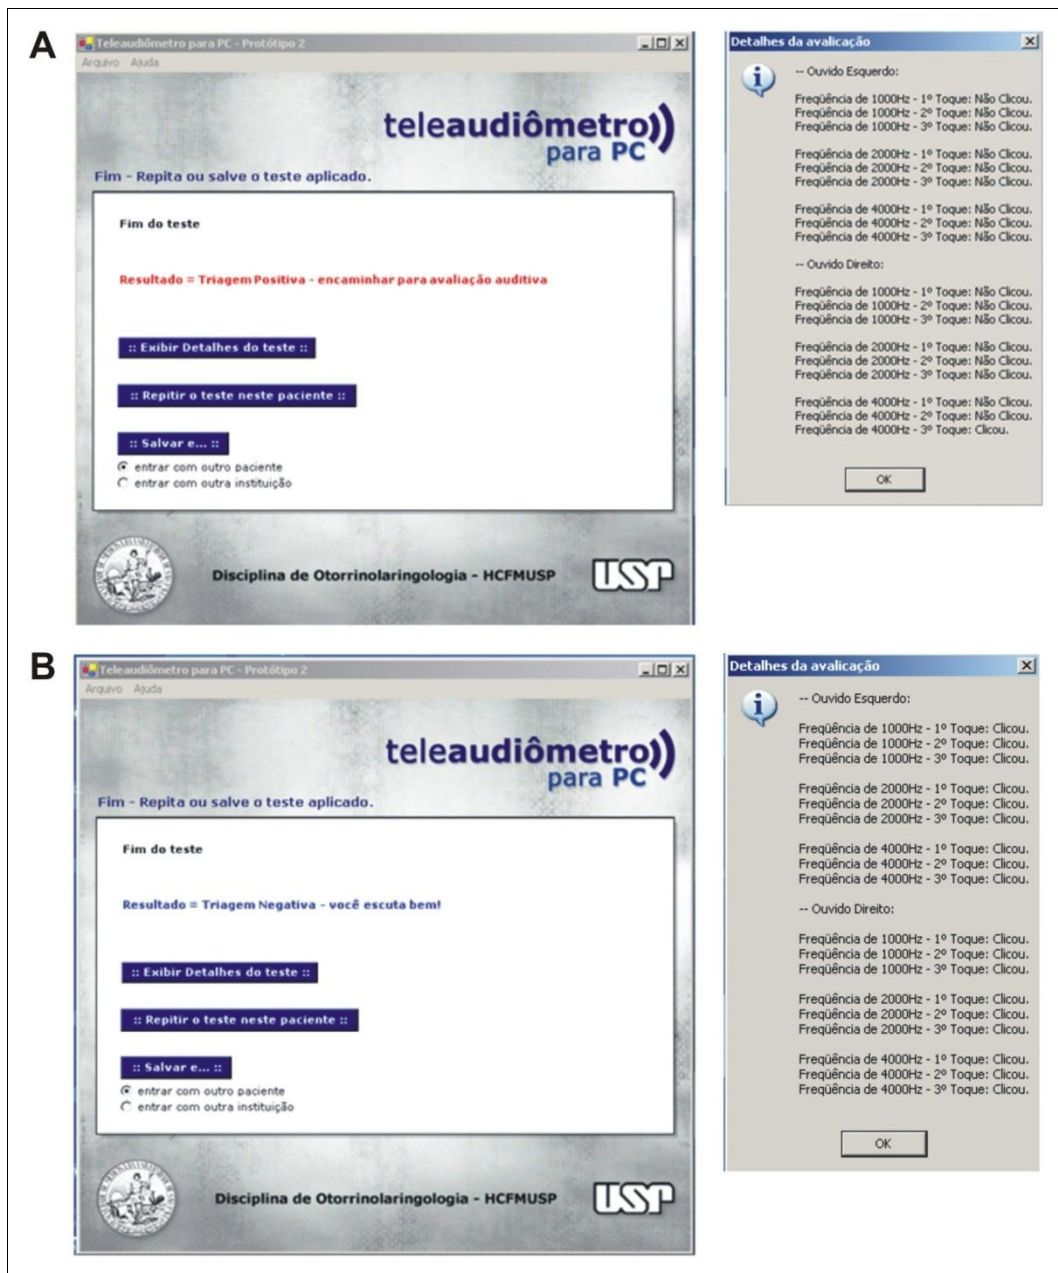 A
Teleaudiômetro para PC - Protótipo 2
Arquivo Ajuda
teleaudiômetro
para PC
Fim - Repita ou salve o teste aplicado.
Fim do teste
Resultado = Triagem Positiva - encaminhar para avaliação auditiva
:: Exibir Detalhes do teste ::
:: Repitir o teste neste paciente ::
:: Salvar e... ::
entrar com outro paciente
entrar com outra instituição
Disciplina de Otorrinolaringologia - HCFMUSP
USP
Detalhes da avalicação
-- Ouvido Esquerdo:
Freqüência de 1000Hz - 1º Toque: Não Clicou.
Freqüência de 1000Hz - 2º Toque: Não Clicou.
Freqüência de 1000Hz - 3º Toque: Não Clicou.
Freqüência de 2000Hz - 1º Toque: Não Clicou.
Freqüência de 2000Hz - 2º Toque: Não Clicou.
Freqüência de 2000Hz - 3º Toque: Não Clicou.
Freqüência de 4000Hz - 1º Toque: Não Clicou.
Freqüência de 4000Hz - 2º Toque: Não Clicou.
Freqüência de 4000Hz - 3º Toque: Não Clicou.
-- Ouvido Direito:
Freqüência de 1000Hz - 1º Toque: Não Clicou.
Freqüência de 1000Hz - 2º Toque: Não Clicou.
Freqüência de 1000Hz - 3º Toque: Não Clicou.
Freqüência de 2000Hz - 1º Toque: Não Clicou.
Freqüência de 2000Hz - 2º Toque: Não Clicou.
Freqüência de 2000Hz - 3º Toque: Não Clicou.
Freqüência de 4000Hz - 1º Toque: Não Clicou.
Freqüência de 4000Hz - 2º Toque: Não Clicou.
Freqüência de 4000Hz - 3º Toque: Clicou.
OK
B
Teleaudiômetro para PC - Protótipo 2
Arquivo Ajuda
teleaudiômetro
para PC
Fim - Repita ou salve o teste aplicado.
Fim do teste
Resultado = Triagem Negativa - você escuta bem!
:: Exibir Detalhes do teste ::
:: Repitir o teste neste paciente ::
:: Salvar e... ::
entrar com outro paciente
entrar com outra instituição
Disciplina de Otorrinolaringologia - HCFMUSP
USP
Detalhes da avalicação
-- Ouvido Esquerdo:
Freqüência de 1000Hz - 1º Toque: Clicou.
Freqüência de 1000Hz - 2º Toque: Clicou.
Freqüência de 1000Hz - 3º Toque: Clicou.
Freqüência de 2000Hz - 1º Toque: Clicou.
Freqüência de 2000Hz - 2º Toque: Clicou.
Freqüência de 2000Hz - 3º Toque: Clicou.
Freqüência de 4000Hz - 1º Toque: Clicou.
Freqüência de 4000Hz - 2º Toque: Clicou.
Freqüência de 4000Hz - 3º Toque: Clicou.
-- Ouvido Direito:
Freqüência de 1000Hz - 1º Toque: Clicou.
Freqüência de 1000Hz - 2º Toque: Clicou.
Freqüência de 1000Hz - 3º Toque: Clicou.
Freqüência de 2000Hz - 1º Toque: Clicou.
Freqüência de 2000Hz - 2º Toque: Clicou.
Freqüência de 2000Hz - 3º Toque: Clicou.
Freqüência de 4000Hz - 1º Toque: Clicou.
Freqüência de 4000Hz - 2º Toque: Clicou.
Freqüência de 4000Hz - 3º Toque: Clicou.
OK